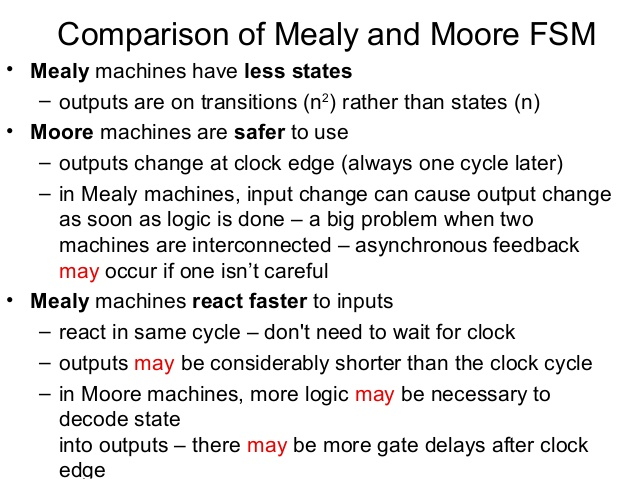 Comparison of Mealy and Moore FSM
• Mealy machines have less states
– outputs are on transitions (n²) rather than states (n)
• Moore machines are safer to use
– outputs change at clock edge (always one cycle later)
– in Mealy machines, input change can cause output change
as soon as logic is done – a big problem when two
machines are interconnected – asynchronous feedback
may occur if one isn’t careful
• Mealy machines react faster to inputs
– react in same cycle – don't need to wait for clock
– outputs may be considerably shorter than the clock cycle
– in Moore machines, more logic may be necessary to
decode state
into outputs – there may be more gate delays after clock
edge